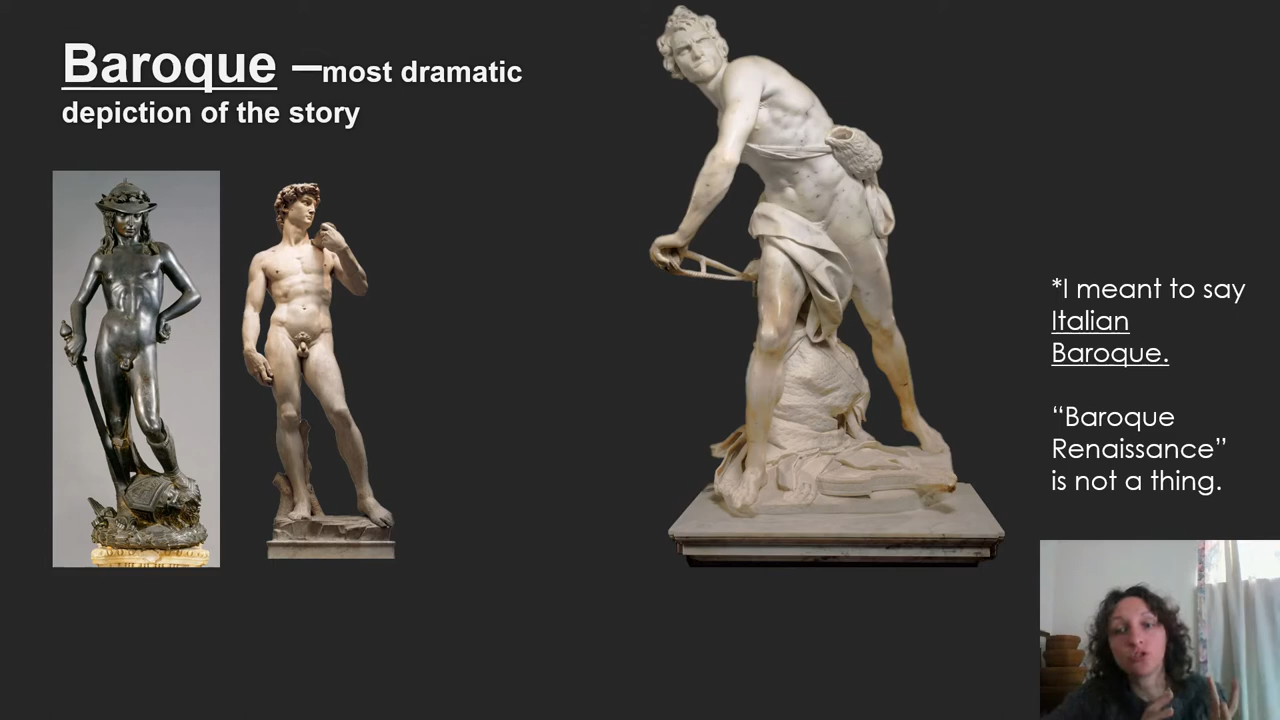 Baroque –most dramatic
depiction of the story
*I meant to say
Italian
Baroque.
“Baroque
Renaissance”
is not a thing.